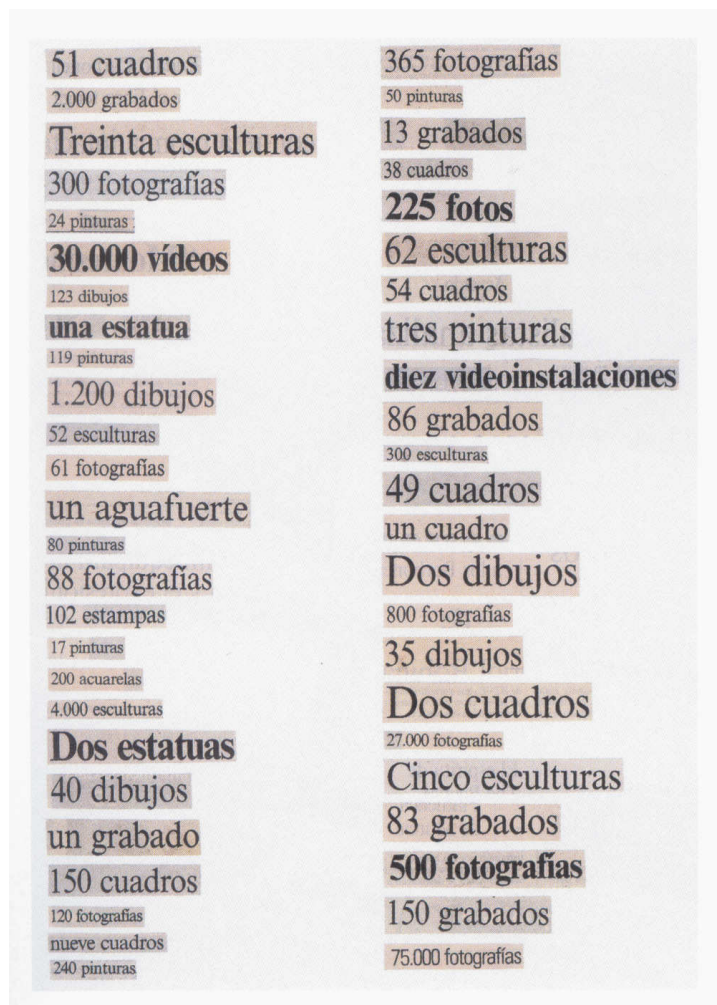 51 cuadros
2.000 grabados
Treinta esculturas
300 fotografías
24 pinturas
30.000 vídeos
123 dibujos
una estatua
119 pinturas
1.200 dibujos
52 esculturas
61 fotografías
un aguafuerte
80 pinturas
88 fotografías
102 estampas
17 pinturas
200 acuarelas
4.000 esculturas
Dos estatuas
40 dibujos
un grabado
150 cuadros
120 fotografías
nueve cuadros
240 pinturas
365 fotografías
50 pinturas
13 grabados
38 cuadros
225 fotos
62 esculturas
54 cuadros
tres pinturas
diez videoinstalaciones
86 grabados
300 esculturas
49 cuadros
un cuadro
Dos dibujos
800 fotografías
35 dibujos
Dos cuadros
27.000 fotografías
Cinco esculturas
83 grabados
500 fotografías
150 grabados
75.000 fotografías